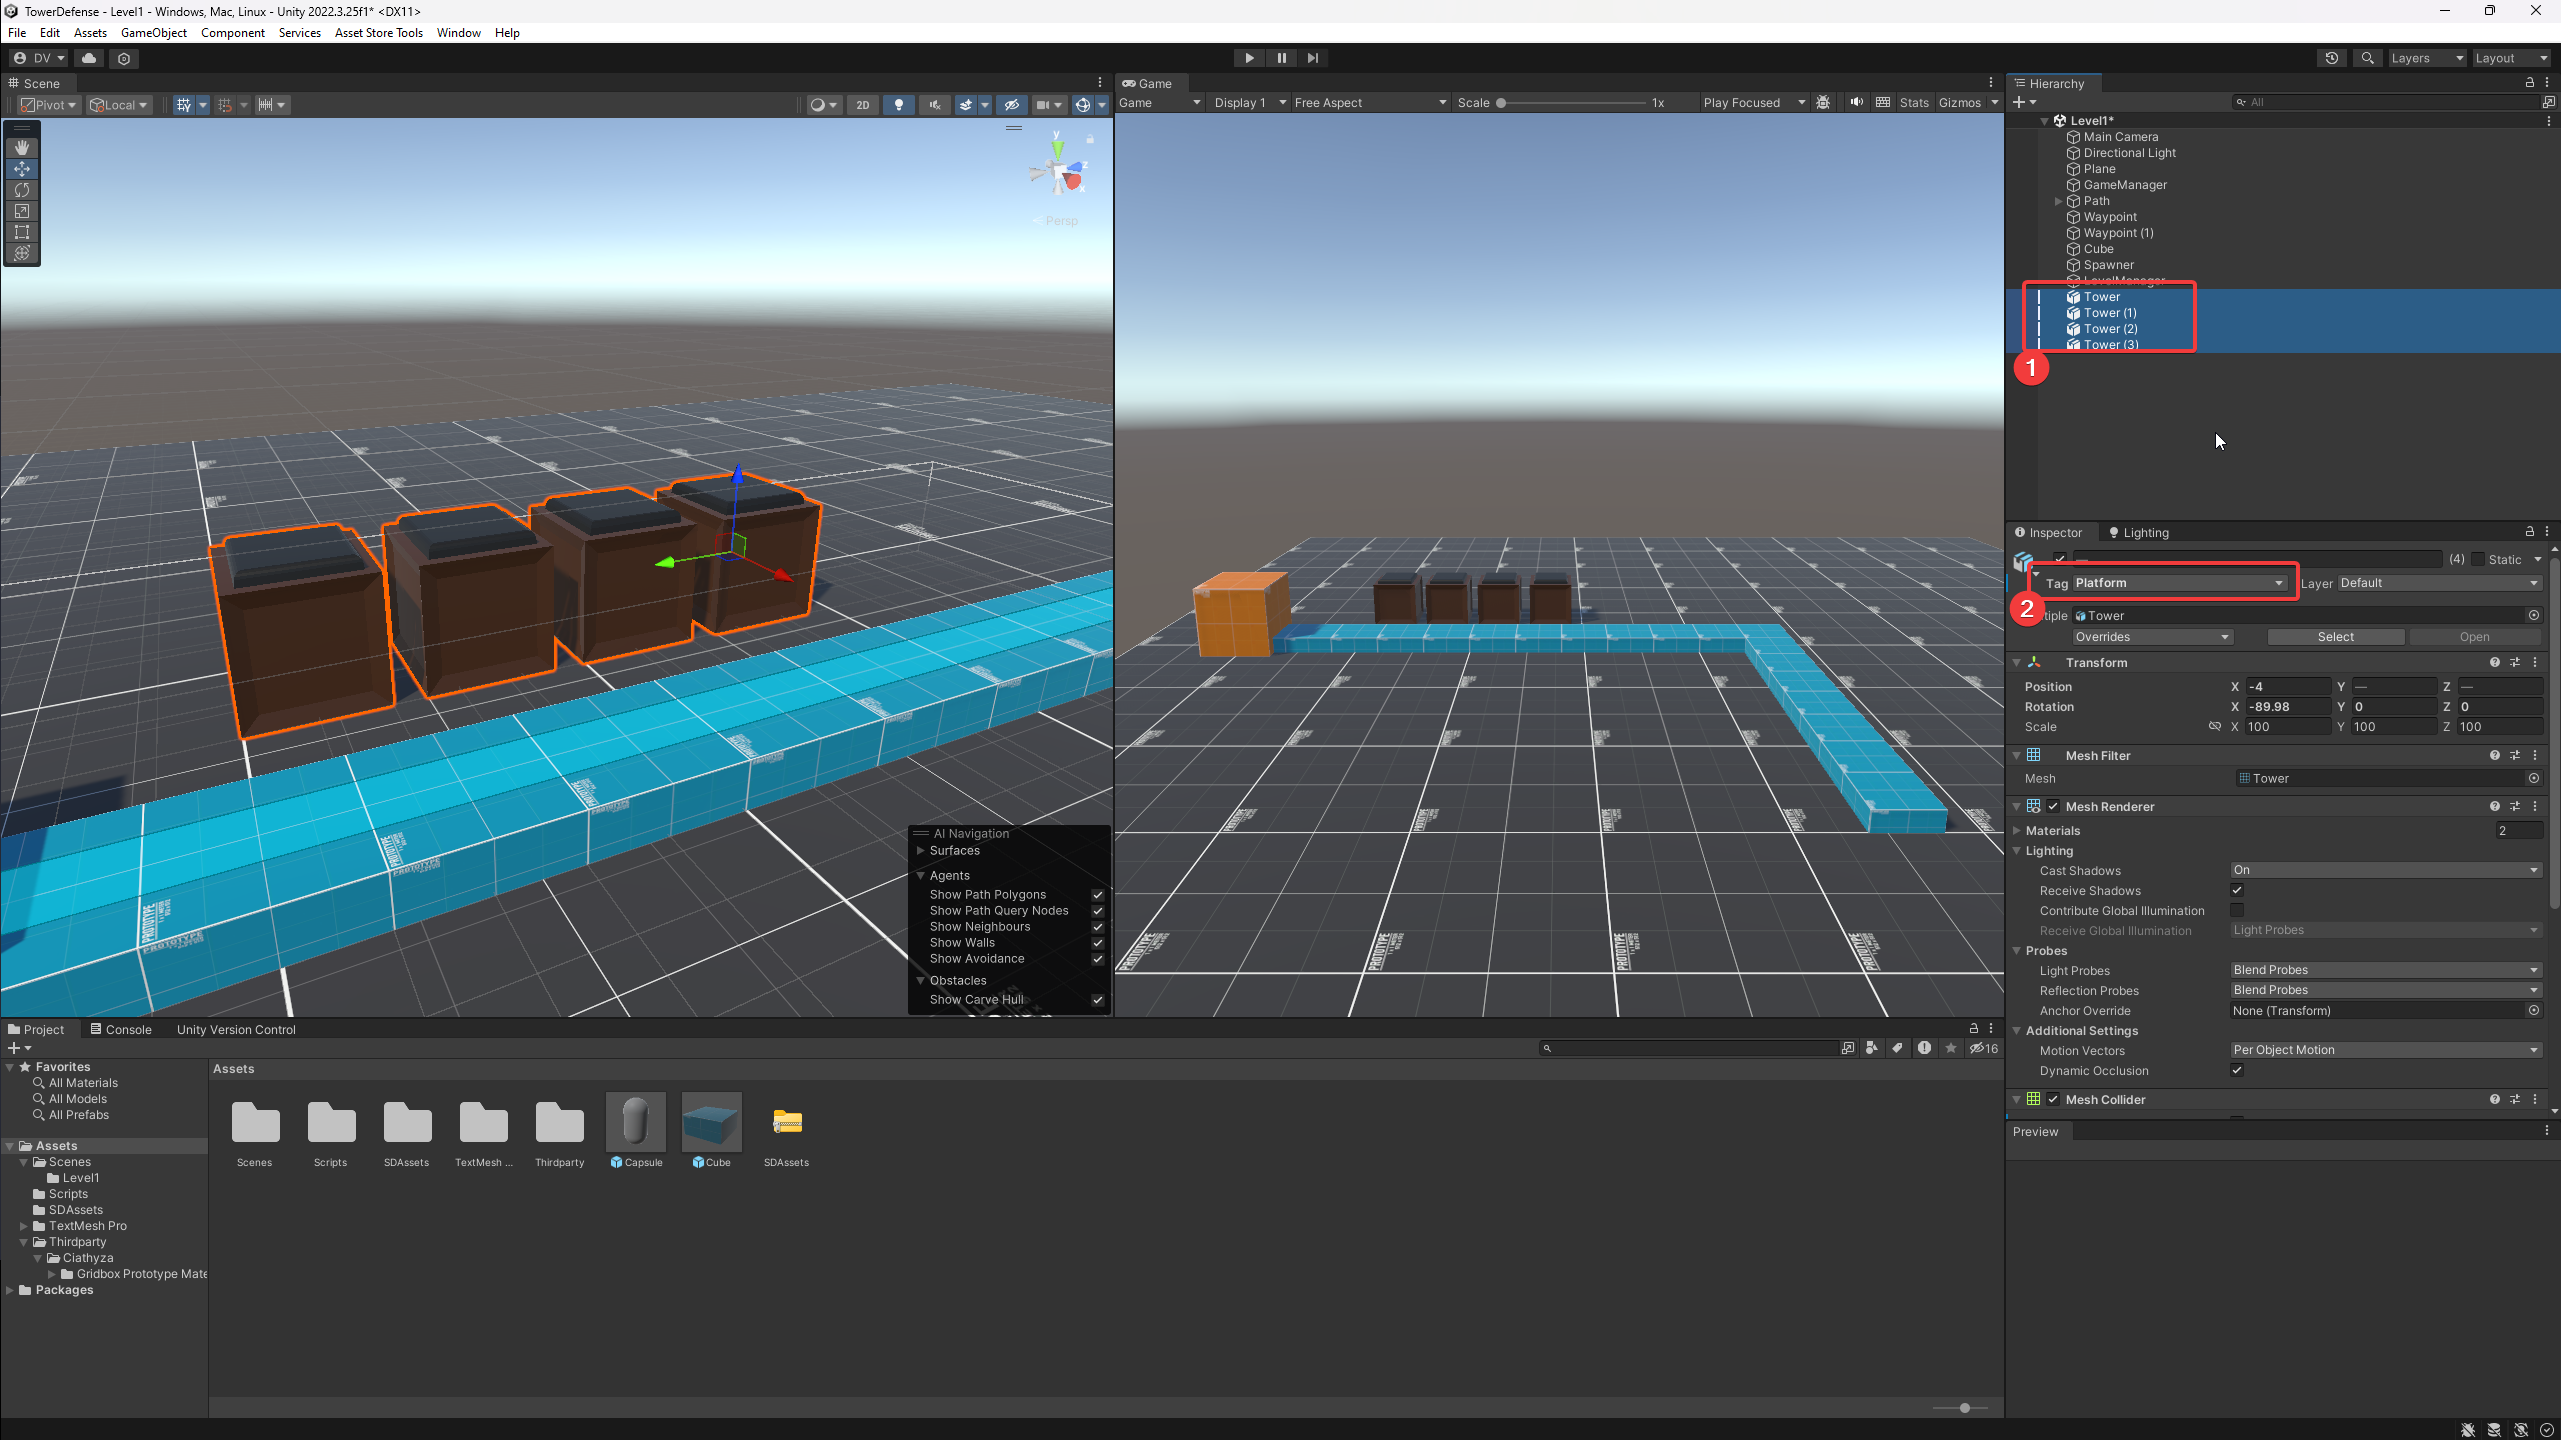 TowerDefense - Level1 - Windows, Mac, Linux - Unity 2022.3.25f1* <DX11>
File Edit Assets GameObject Component Services Asset Store Tools Window Help
DV
Layers Layout
Scene
Pivot Local
2D
y
z
x
Persp
AI Navigation
Surfaces
Agents
Show Path Polygons
Show Path Query Nodes
Show Neighbours
Show Walls
Show Avoidance
Obstacles
Show Carve Hull
PROTOTYPE
PROTOTYPE
PROTOTYPE
PROTOTYPE
Game
Game Display 1 Free Aspect Scale 1x Play Focused Stats Gizmos
PROTOTYPE
PROTOTYPE
PROTOTYPE
PROTOTYPE
Hierarchy
All
Level1*
Main Camera
Directional Light
Plane
GameManager
Path
Waypoint
Waypoint (1)
Cube
Spawner
LevelManager
Tower
Tower (1)
Tower (2)
Tower (3)
1
Inspector Lighting
— (4) Static
Tag Platform Layer Default
2
tiple Tower
Overrides Select Open
Transform
Position X -4 Y — Z —
Rotation X -89.98 Y 0 Z 0
Scale X 100 Y 100 Z 100
Mesh Filter
Mesh Tower
Mesh Renderer
Materials 2
Lighting
Cast Shadows On
Receive Shadows
Contribute Global Illumination
Receive Global Illumination Light Probes
Probes
Light Probes Blend Probes
Reflection Probes Blend Probes
Anchor Override None (Transform)
Additional Settings
Motion Vectors Per Object Motion
Dynamic Occlusion
Mesh Collider
Preview
Project Console Unity Version Control
16
Favorites
All Materials
All Models
All Prefabs
Assets
Scenes
Level1
Scripts
SDAssets
TextMesh Pro
Thirdparty
Ciathyza
Gridbox Prototype Mate
Packages
Assets
Scenes Scripts SDAssets TextMesh ... Thirdparty Capsule Cube SDAssets